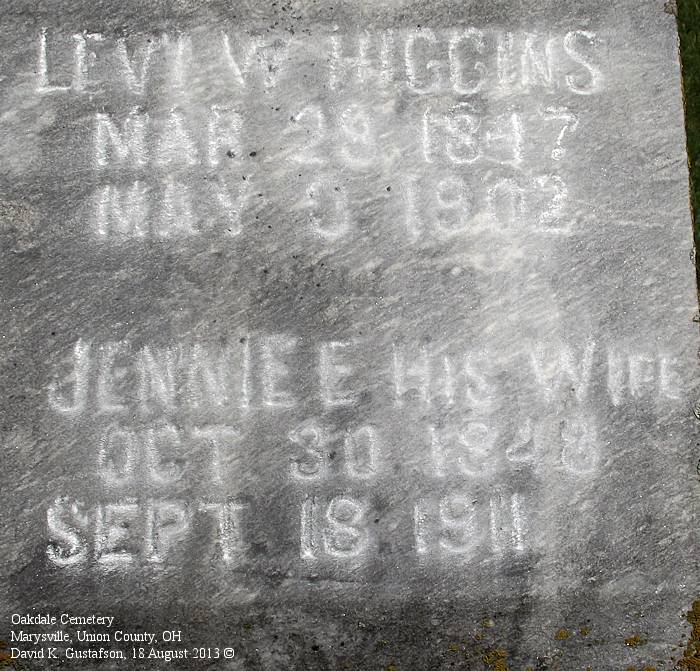 LEVI W HIGGINS
MAR 28 1847
MAY 9 1902
JENNIE E HIS WIFE
OCT 30 1848
SEPT 18 1911
Oakdale Cemetery
Marysville, Union County, OH
David K. Gustafson, 18 August 2013 ©